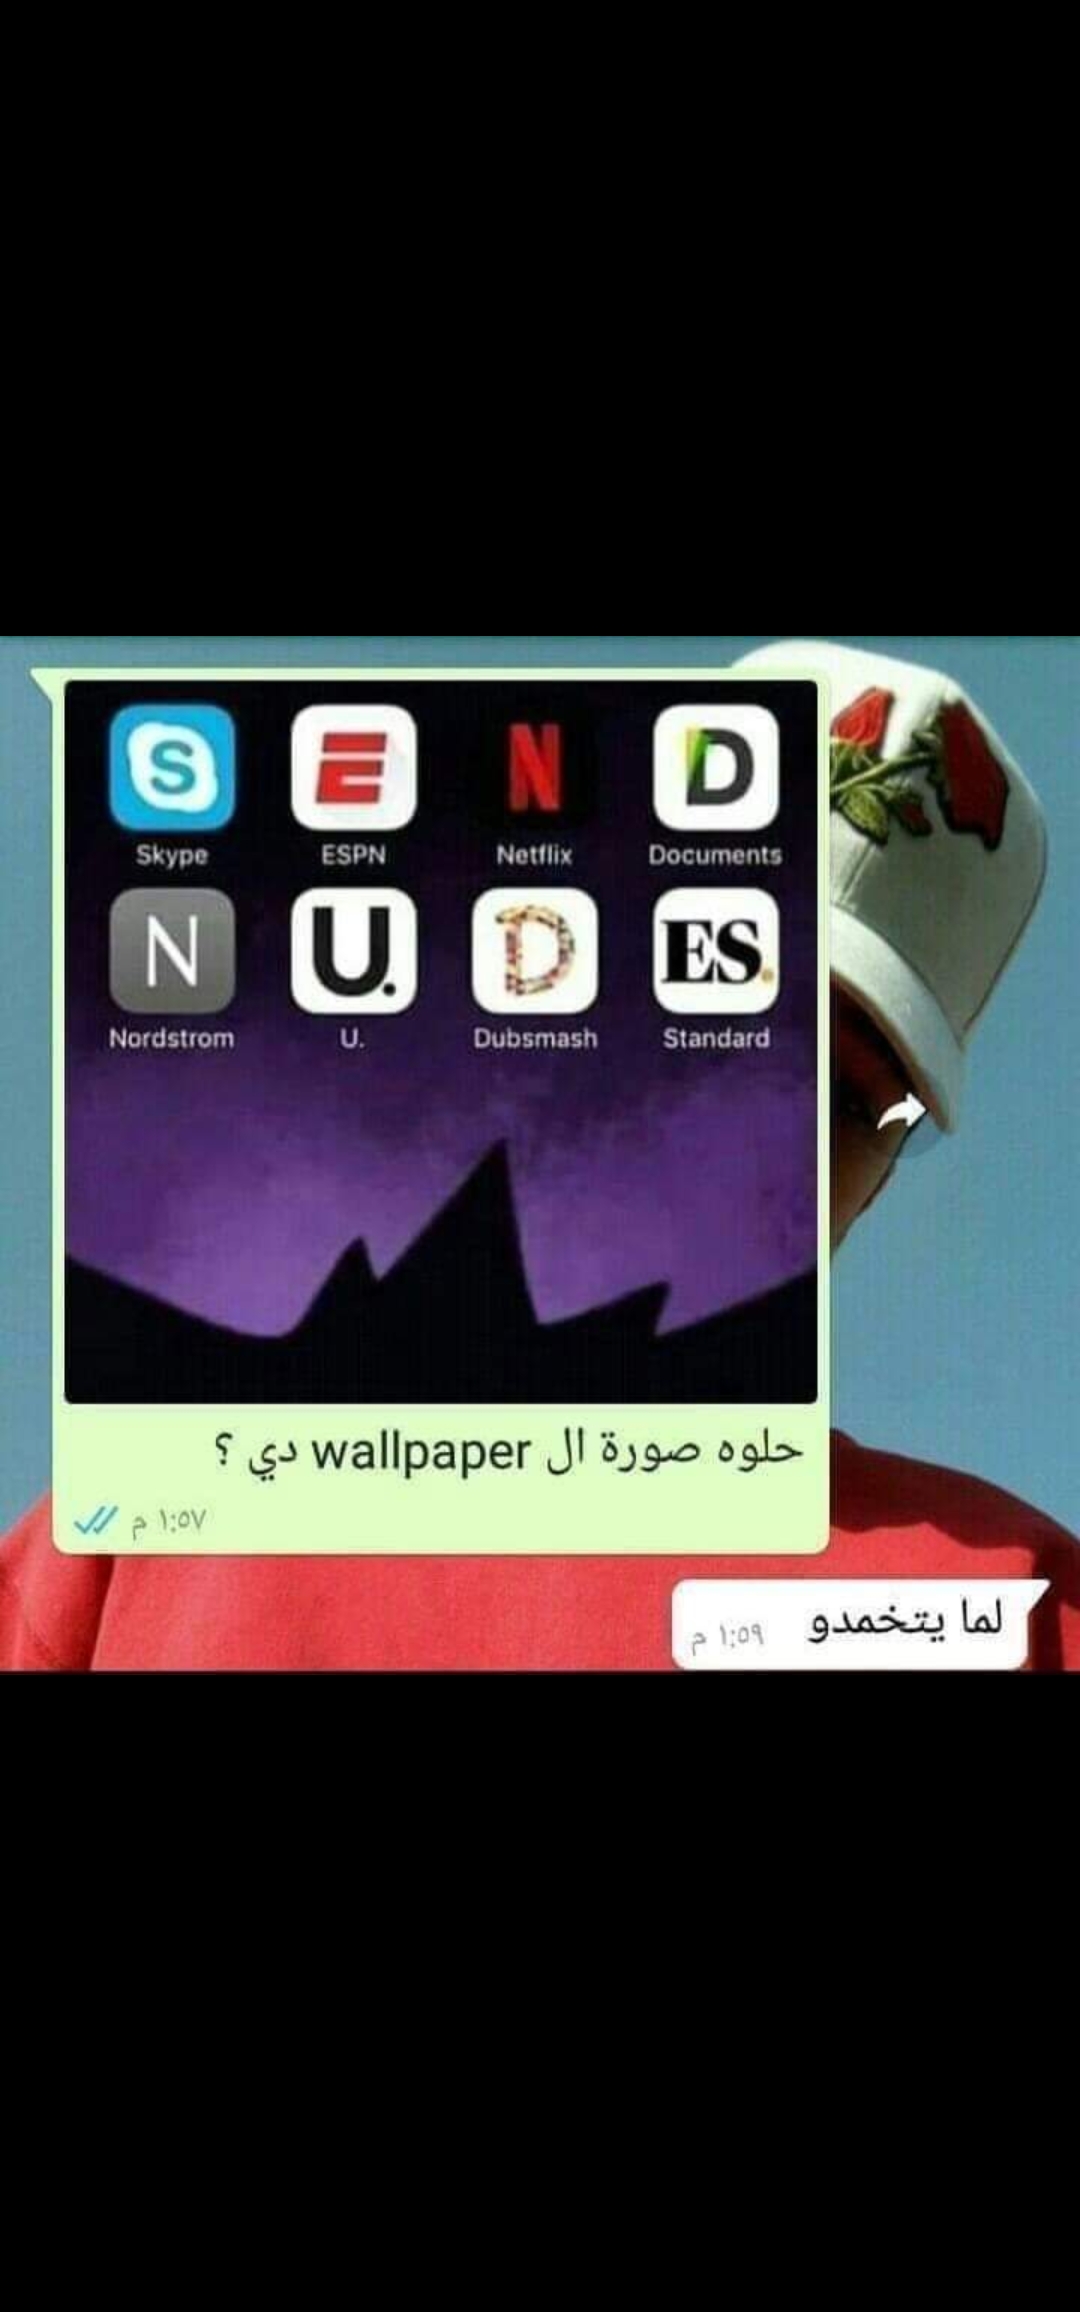 S E N D
Skype ESPN Netflix Documents
N U. D ES.
Nordstrom U. Dubsmash Standard
حلوه صورة ال wallpaper دي ؟
١:٥٧ م
لما يتخمدو
١:٥٩ م